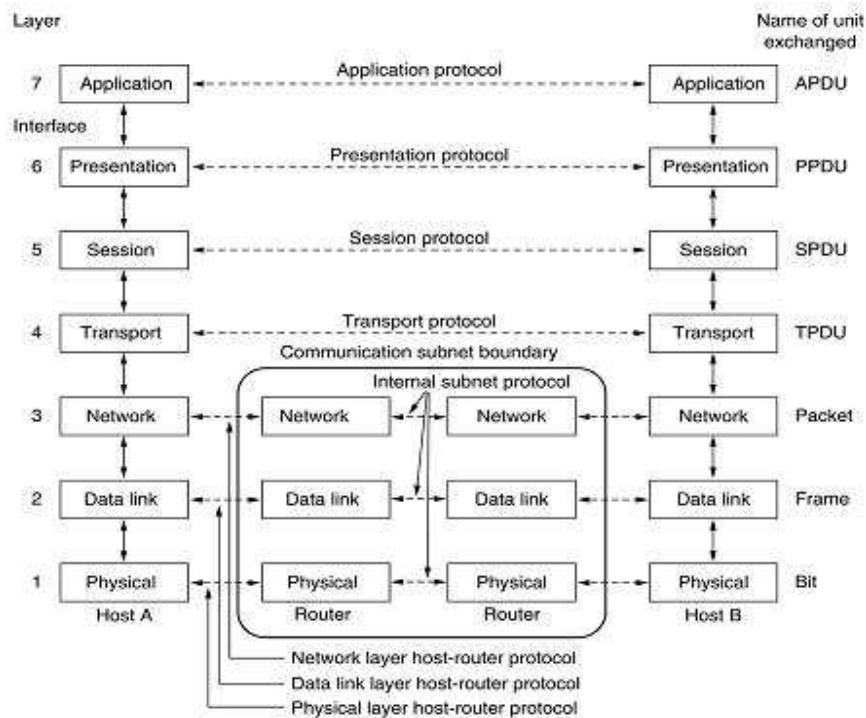 Layer
Name of unit
exchanged
7 Application Application protocol Application APDU
Interface
6 Presentation Presentation protocol Presentation PPDU
5 Session Session protocol Session SPDU
4 Transport Transport protocol Transport TPDU
Communication subnet boundary
Internal subnet protocol
3 Network Network Network Network Packet
2 Data link Data link Data link Data link Frame
1 Physical Physical Physical Physical Bit
Host A Router Router Host B
Network layer host-router protocol
Data link layer host-router protocol
Physical layer host-router protocol